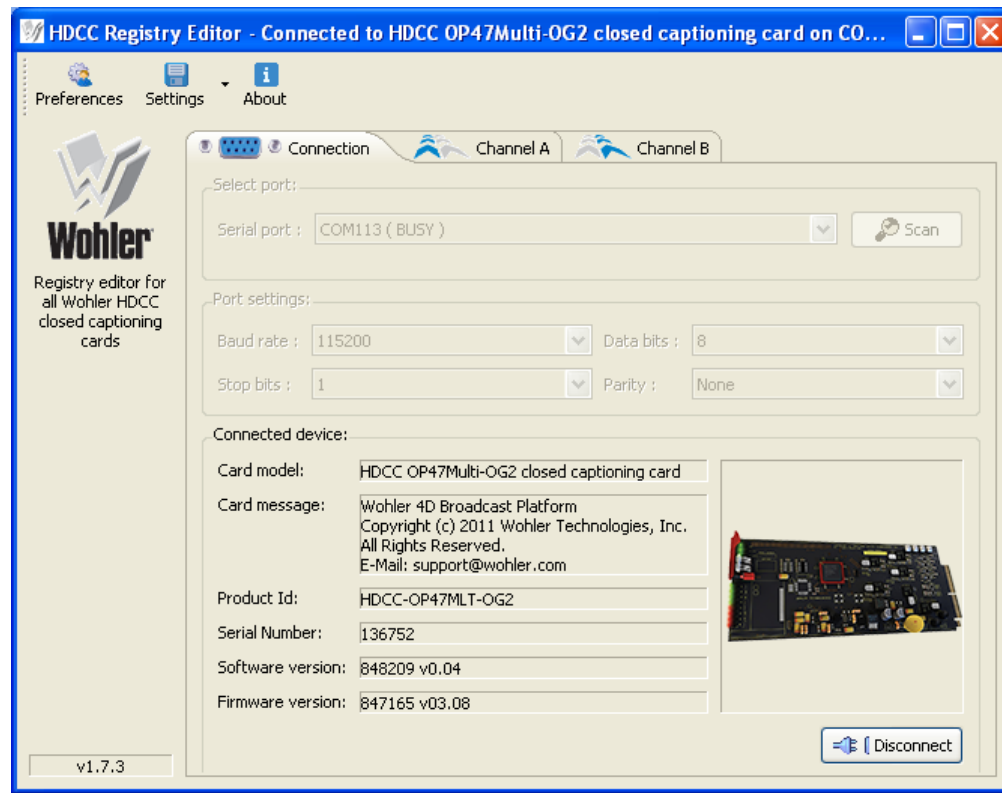 HDCC Registry Editor - Connected to HDCC OP47Multi-OG2 closed captioning card on CO...
Preferences Settings About
Connection Channel A Channel B
Wohler
Registry editor for
all Wohler HDCC
closed captioning
cards
Select port:
Serial port : COM113 ( BUSY ) Scan
Port settings:
Baud rate : 115200 Data bits : 8
Stop bits : 1 Parity : None
Connected device:
Card model: HDCC OP47Multi-OG2 closed captioning card
Card message: Wohler 4D Broadcast Platform
Copyright (c) 2011 Wohler Technologies, Inc.
All Rights Reserved.
E-Mail: support@wohler.com
Product Id: HDCC-OP47MLT-OG2
Serial Number: 136752
Software version: 848209 v0.04
Firmware version: 847165 v03.08
Disconnect
v1.7.3